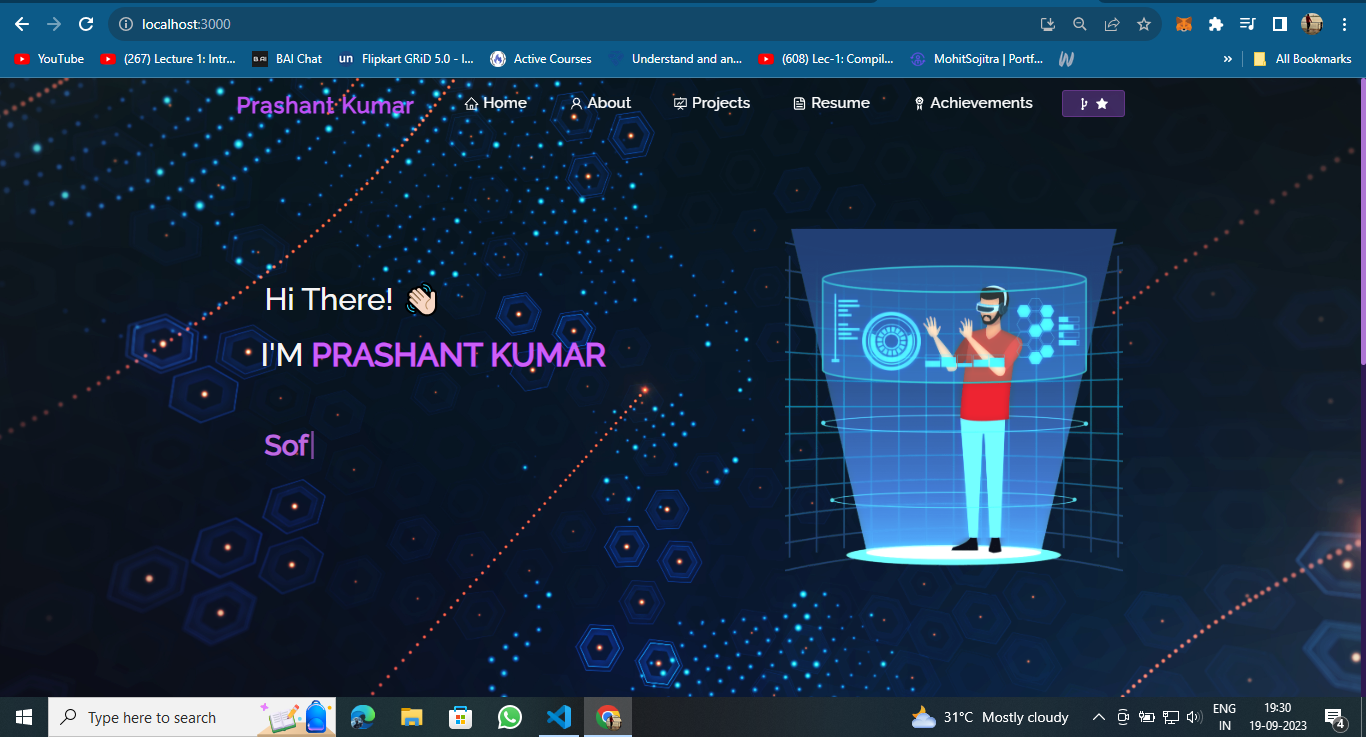 localhost:3000
YouTube
(267) Lecture 1: Intr...
BAI
BAI Chat
un
Flipkart GRiD 5.0 - I...
Active Courses
Understand and an...
(608) Lec-1: Compil...
MohitSojitra | Portf...
»
All Bookmarks
Prashant Kumar
Home
About
Projects
Resume
Achievements
Hi There! 👋🏻
I'M PRASHANT KUMAR
Sof|
Type here to search
31°C Mostly cloudy
ENG
IN
19:30
19-09-2023
4